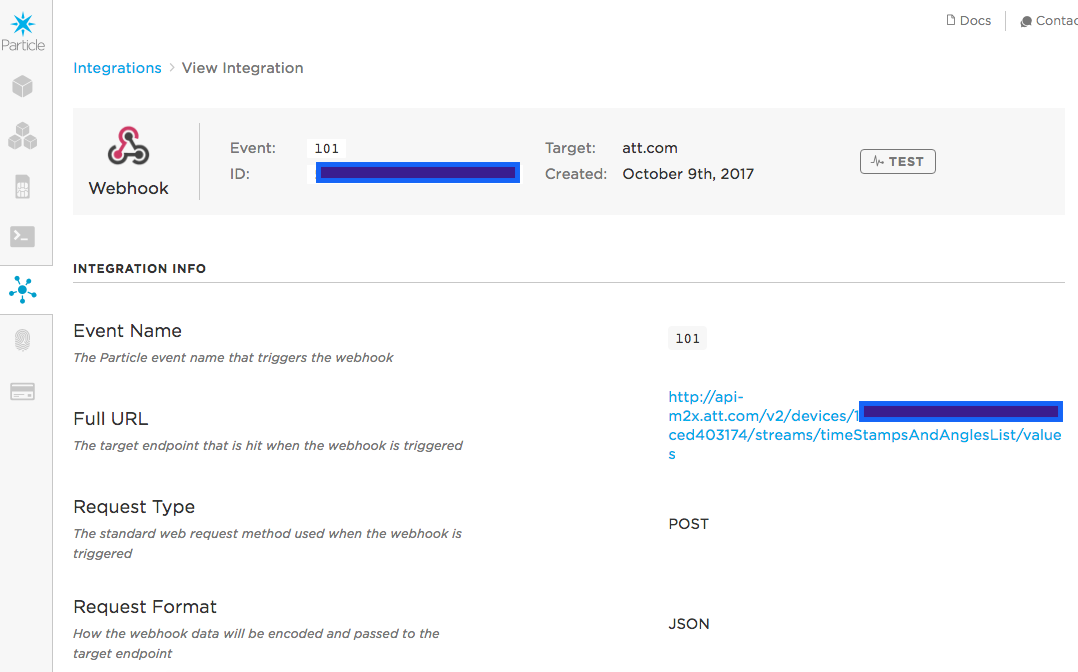 Docs
Contac
Particle
Integrations > View Integration
Webhook
Event: 101
ID:
Target: att.com
Created: October 9th, 2017
TEST
INTEGRATION INFO
Event Name
The Particle event name that triggers the webhook
101
Full URL
The target endpoint that is hit when the webhook is triggered
http://api-
m2x.att.com/v2/devices/1
ced403174/streams/timeStampsAndAnglesList/value
s
Request Type
The standard web request method used when the webhook is
triggered
POST
Request Format
How the webhook data will be encoded and passed to the
target endpoint
JSON